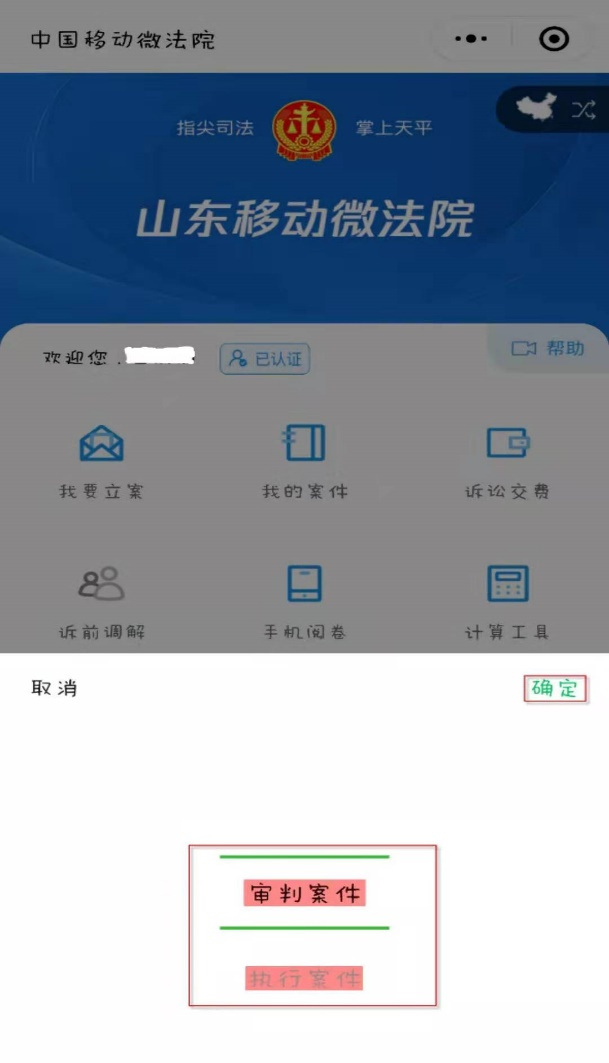 中国移动微法院
指尖司法 掌上天平
山东移动微法院
欢迎您， 已认证 帮助
我要立案 我的案件 诉讼交费
诉前调解 手机阅卷 计算工具
取消 确定
审判案件
执行案件